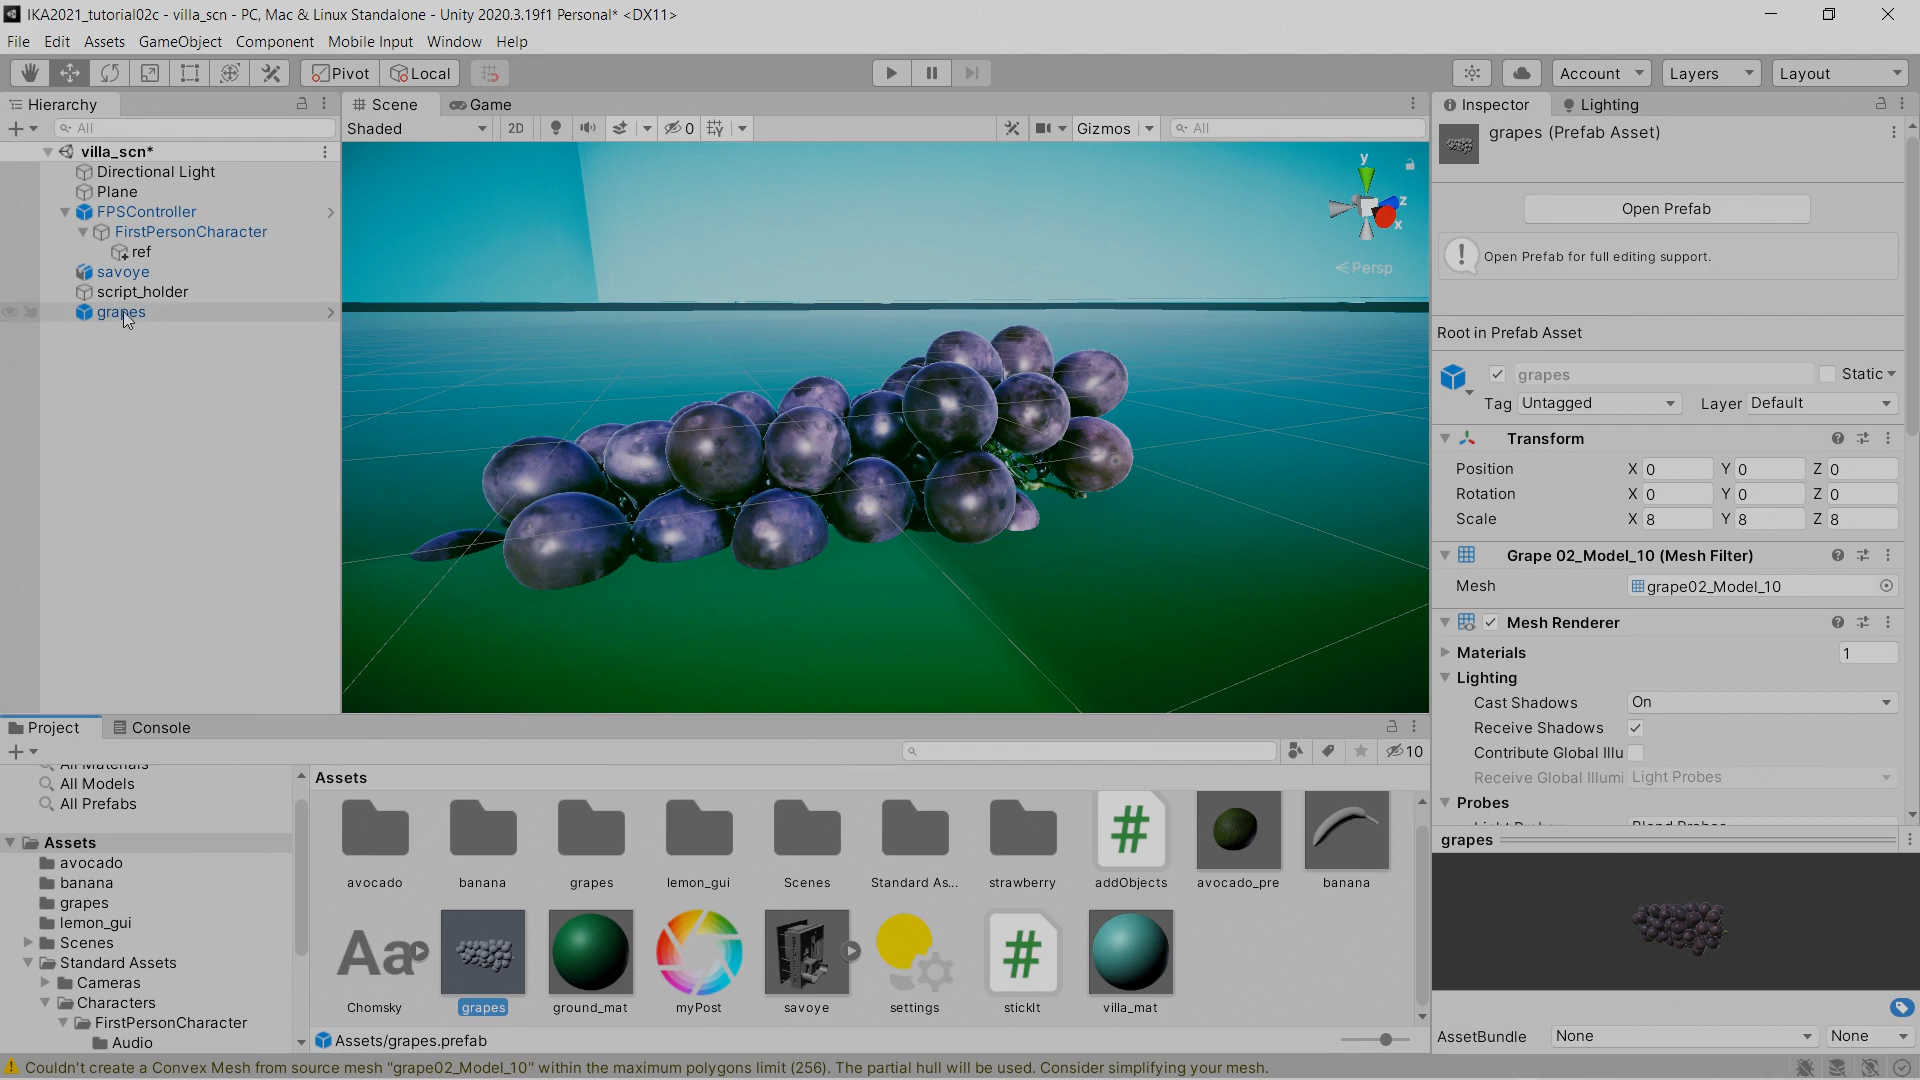 IKA2021_tutorial02c - villa_scn - PC, Mac & Linux Standalone - Unity 2020.3.19f1 Personal* <DX11>
File Edit Assets GameObject Component Mobile Input Window Help
Pivot Local Account Layers Layout
Hierarchy
All
villa_scn*
Directional Light
Plane
FPSController
FirstPersonCharacter
ref
savoye
script_holder
grapes
Scene Game
Shaded 2D 0 Gizmos All
y
z
x
Persp
Inspector Lighting
grapes (Prefab Asset)
Open Prefab
Open Prefab for full editing support.
Root in Prefab Asset
grapes Static
Tag Untagged Layer Default
Transform
Position X 0 Y 0 Z 0
Rotation X 0 Y 0 Z 0
Scale X 8 Y 8 Z 8
Grape 02_Model_10 (Mesh Filter)
Mesh grape02_Model_10
Mesh Renderer
Materials 1
Lighting
Cast Shadows On
Receive Shadows
Contribute Global Illu
Receive Global Illumi Light Probes
Probes
grapes
AssetBundle None None
Project Console
10
All Models
All Prefabs
Assets
avocado
banana
grapes
lemon_gui
Scenes
Standard Assets
Cameras
Characters
FirstPersonCharacter
Audio
Assets
avocado banana grapes lemon_gui Scenes Standard As... strawberry addObjects avocado_pre banana
Aa
Chomsky grapes ground_mat myPost savoye settings stickIt villa_mat
Assets/grapes.prefab
Couldn't create a Convex Mesh from source mesh "grape02_Model_10" within the maximum polygons limit (256). The partial hull will be used. Consider simplifying your mesh.